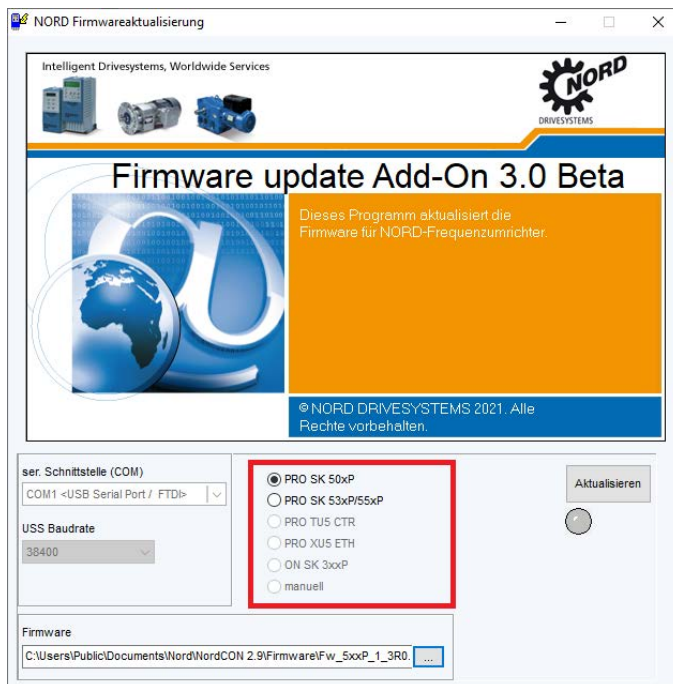 NORD Firmwareaktualisierung
Intelligent Drivesystems, Worldwide Services
NORD
DRIVESYSTEMS
Firmware update Add-On 3.0 Beta
Dieses Programm aktualisiert die
Firmware für NORD-Frequenzumrichter.
© NORD DRIVESYSTEMS 2021. Alle
Rechte vorbehalten.
ser. Schnittstelle (COM)
COM1 <USB Serial Port / FTDI>
USS Baudrate
38400
PRO SK 50xP
PRO SK 53xP/55xP
PRO TU5 CTR
PRO XU5 ETH
ON SK 3xxP
manuell
Aktualisieren
Firmware
C:\Users\Public\Documents\Nord\NordCON 2.9\Firmware\Fw_5xxP_1_3R0.
...